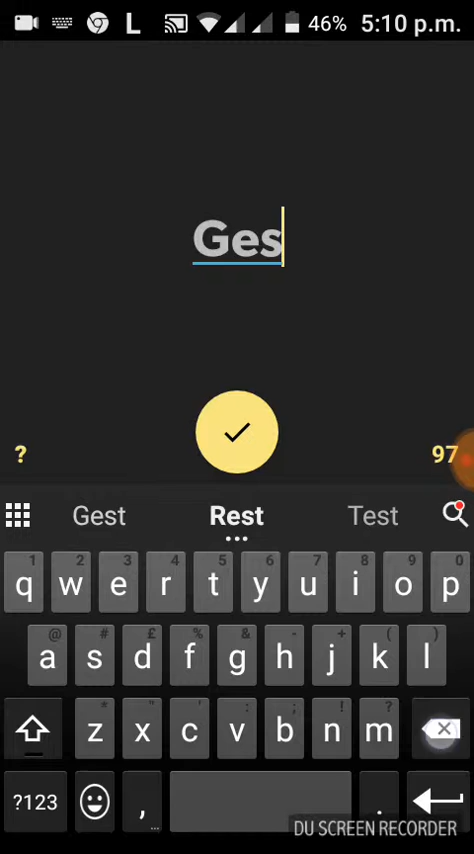 L 46% 5:10 p.m.
Ges
? 97
Gest Rest Test
1 2 3 4 5 6 7 8 9 0
q w e r t y u i o p
@ # £ % & - + ( )
a s d f g h j k l
* " ' : ; ! ?
z x c v b n m
?123 , ... .
DU SCREEN RECORDER